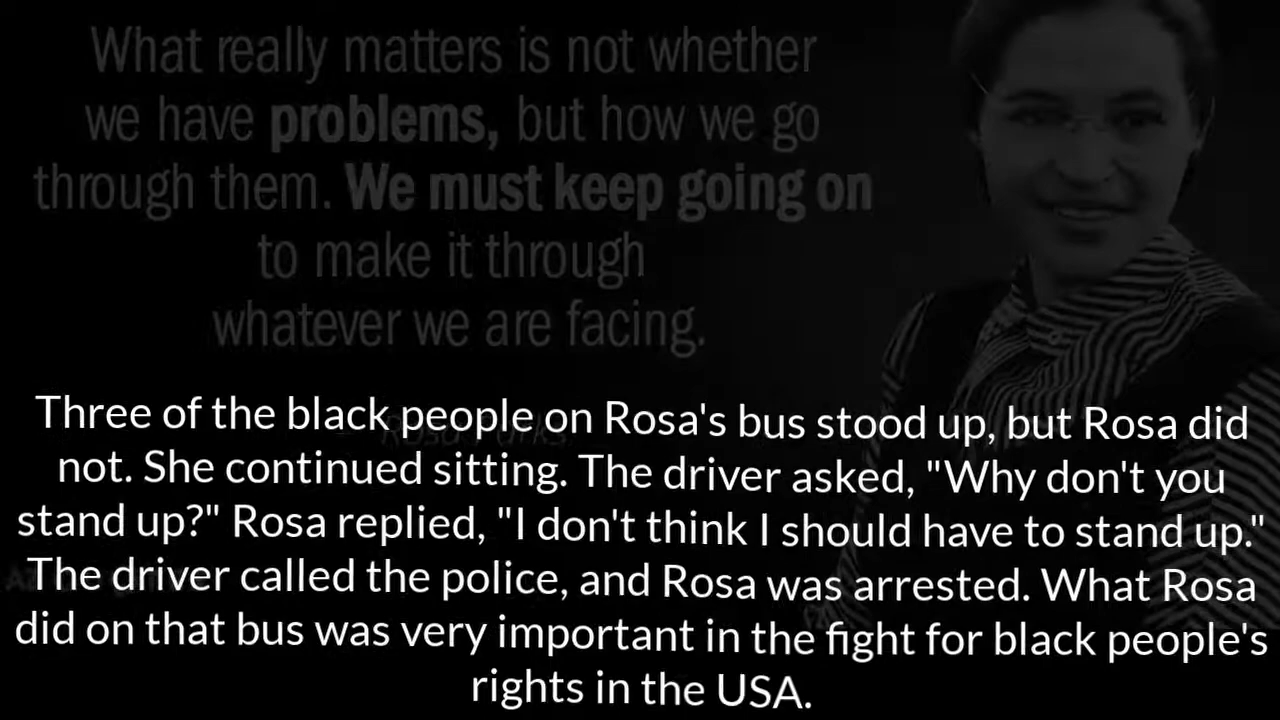 What really matters is not whether
we have problems, but how we go
through them. We must keep going on
to make it through
whatever we are facing.
Three of the black people on Rosa's bus stood up, but Rosa did
not. She continued sitting. The driver asked, "Why don't you
stand up?" Rosa replied, "I don't think I should have to stand up."
The driver called the police, and Rosa was arrested. What Rosa
did on that bus was very important in the fight for black people's
rights in the USA.